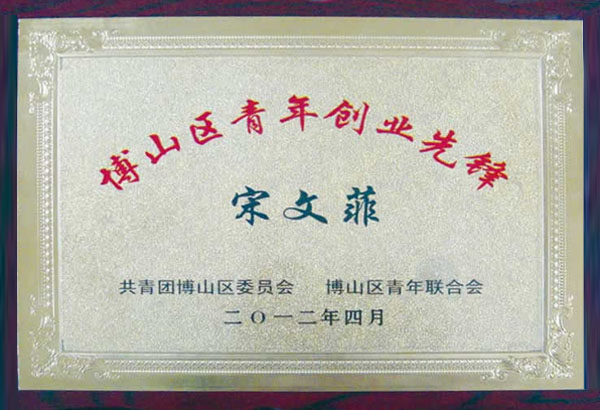 博山区青年创业先锋
宋文菲
共青团博山区委员会 博山区青年联合会
二〇一二年四月